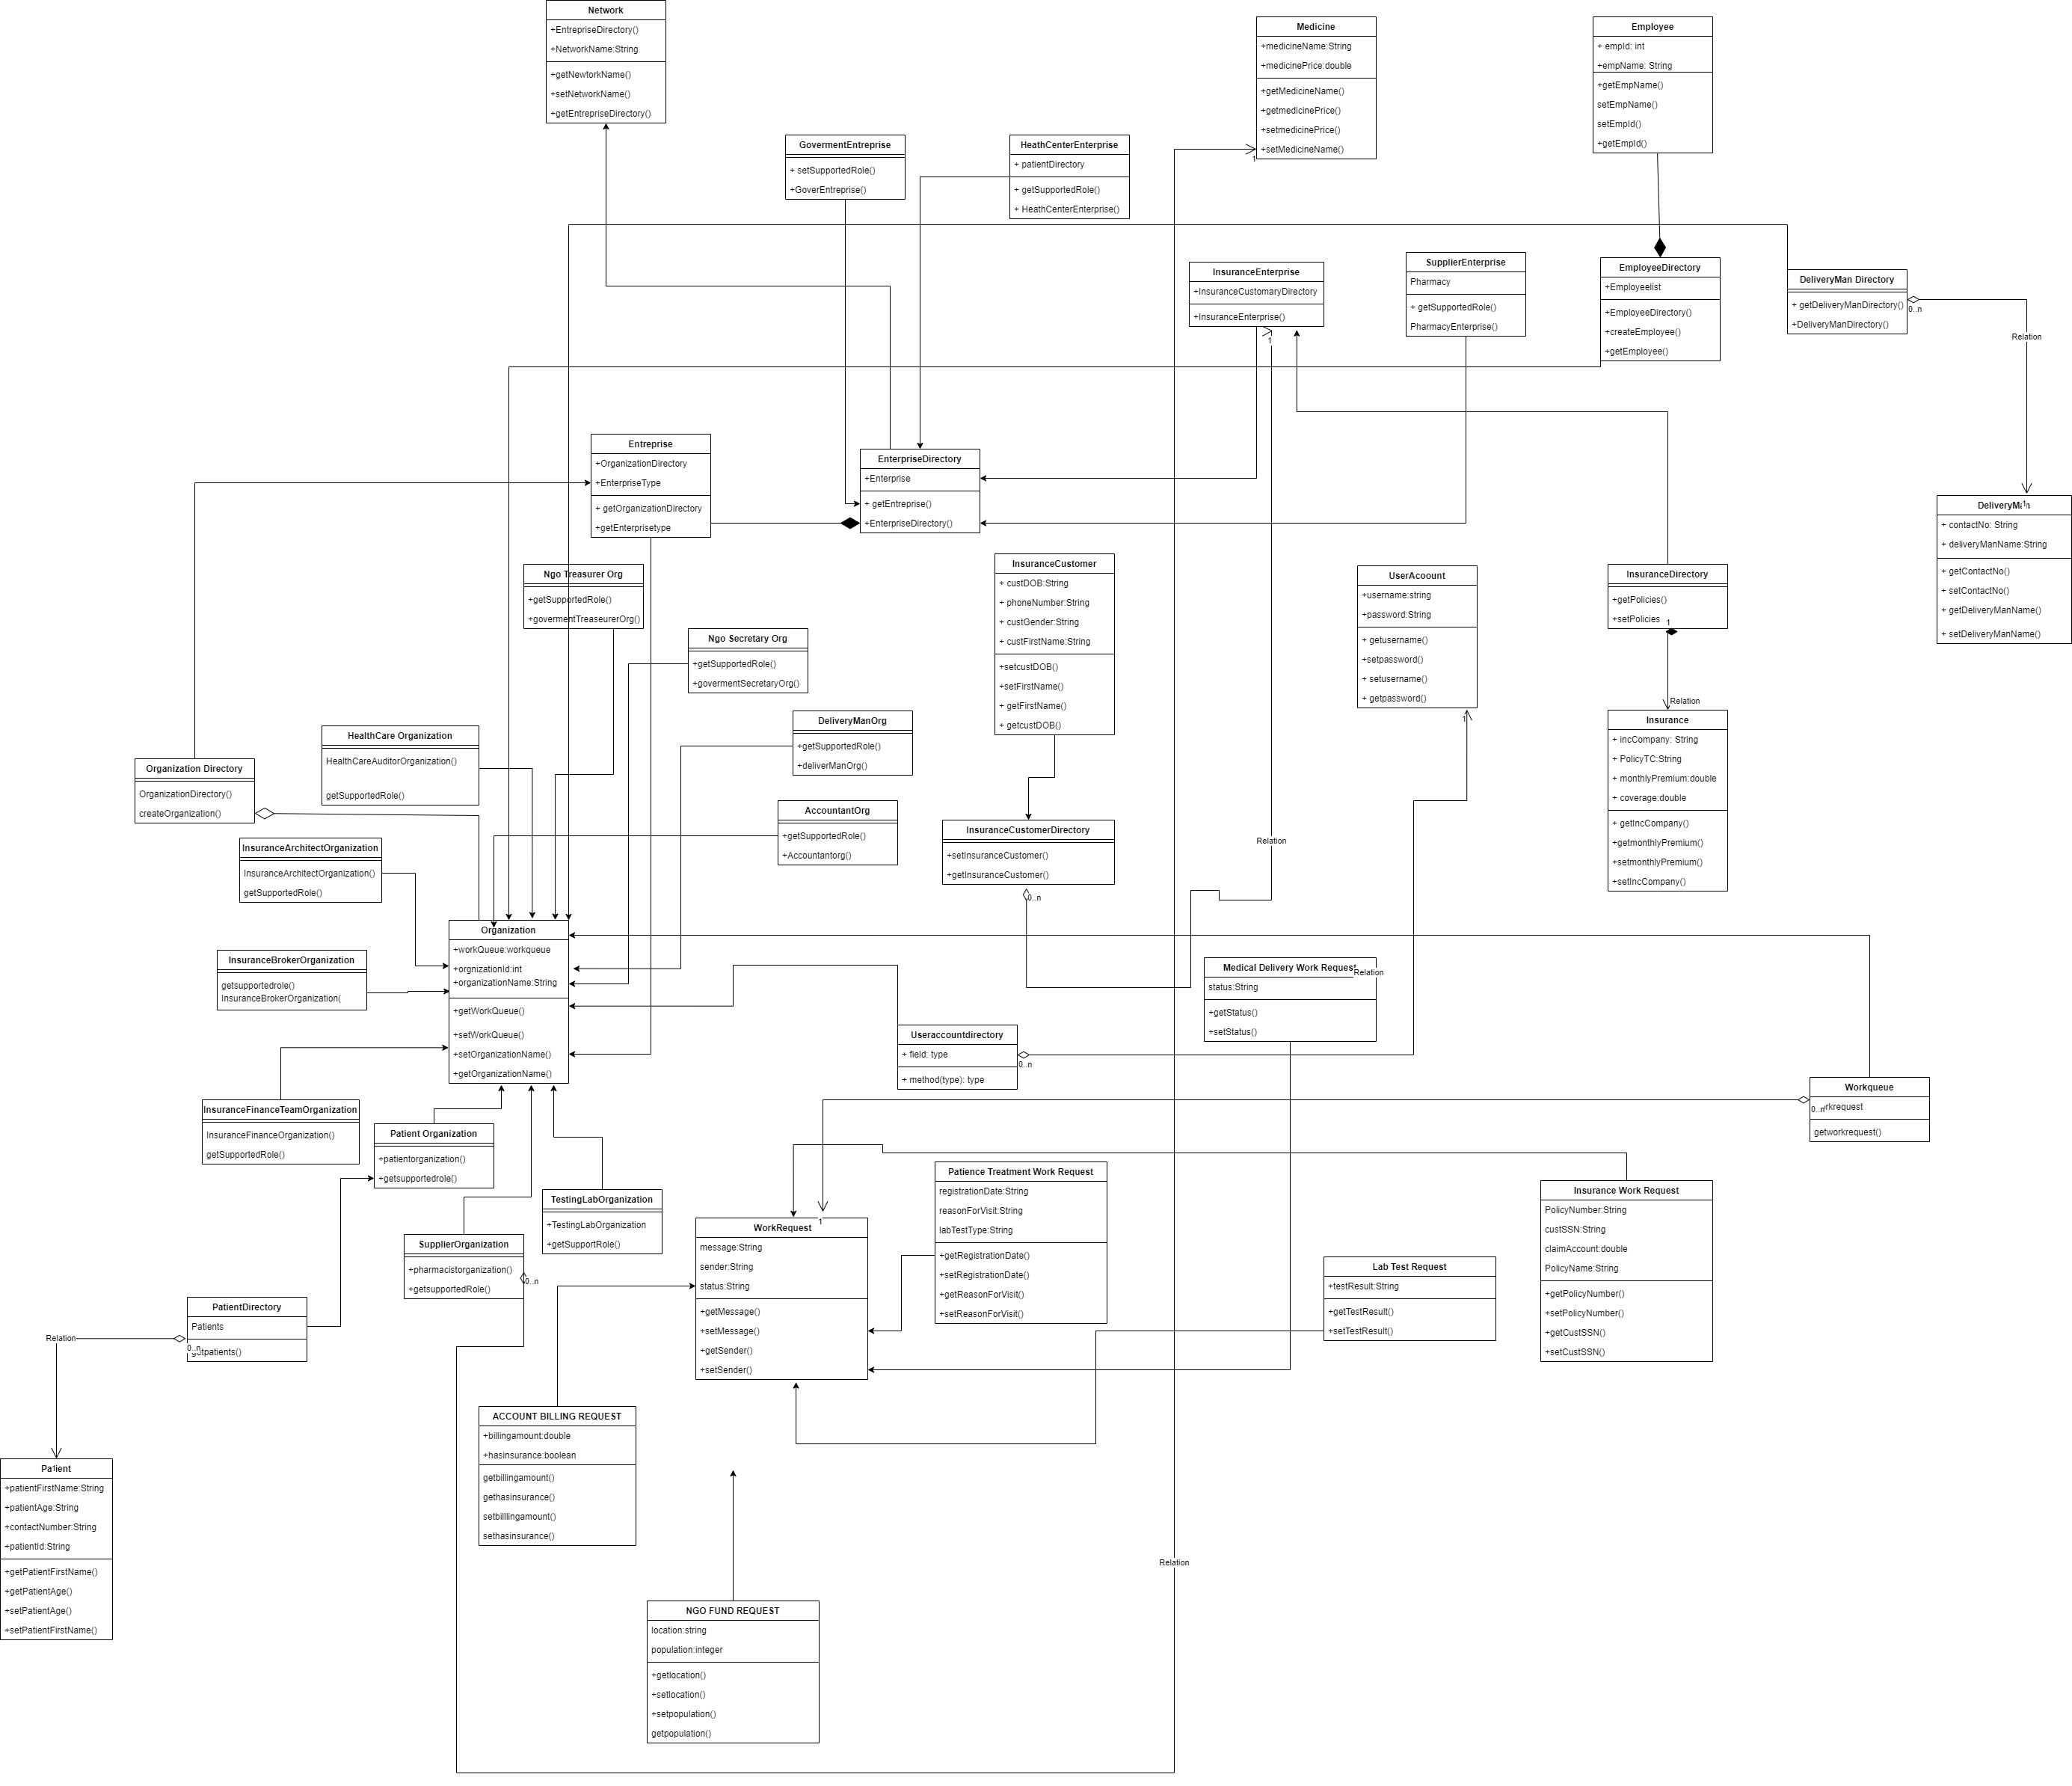 Network
+EntrepriseDirectory()
+NetworkName:String
+getNewtorkName()
+setNetworkName()
+getEntrepriseDirectory()
Medicine
+medicineName:String
+medicinePrice:double
+getMedicineName()
+getmedicinePrice()
+setmedicinePrice()
+setMedicineName()
1
Employee
+ empId: int
+empName: String
+getEmpName()
setEmpName()
setEmpId()
+getEmpId()
GovermentEntreprise
+ setSupportedRole()
+GoverEntreprise()
HeathCenterEnterprise
+ patientDirectory
+ getSupportedRole()
+ HeathCenterEnterprise()
InsuranceEnterprise
+InsuranceCustomaryDirectory
+InsuranceEnterprise()
1
SupplierEnterprise
Pharmacy
+ getSupportedRole()
PharmacyEnterprise()
EmployeeDirectory
+Employeelist
+EmployeeDirectory()
+createEmployee()
+getEmployee()
DeliveryMan Directory
+ getDeliveryManDirectory()
+DeliveryManDirectory()
0..n
Relation
Entreprise
+OrganizationDirectory
+EnterpriseType
+ getOrganizationDirectory
+getEnterprisetype
EnterpriseDirectory
+Enterprise
+ getEntreprise()
+EnterpriseDirectory()
DeliveryMan
1
+ contactNo: String
+ deliveryManName:String
+ getContactNo()
+ setContactNo()
+ getDeliveryManName()
+ setDeliveryManName()
Ngo Treasurer Org
+getSupportedRole()
+govermentTreaseurerOrg()
Ngo Secretary Org
+getSupportedRole()
+govermentSecretaryOrg()
InsuranceCustomer
+ custDOB:String
+ phoneNumber:String
+ custGender:String
+ custFirstName:String
+setcustDOB()
+setFirstName()
+ getFirstName()
+ getcustDOB()
UserAcoount
+username:string
+password:String
+ getusername()
+setpassword()
+ setusername()
+ getpassword()
1
InsuranceDirectory
+getPolicies()
+setPolicies
1
Relation
Insurance
+ incCompany: String
+ PolicyTC:String
+ monthlyPremium:double
+ coverage:double
+ getIncCompany()
+getmonthlyPremium()
+setmonthlyPremium()
+setIncCompany()
DeliveryManOrg
+getSupportedRole()
+deliverManOrg()
HealthCare Organization
HealthCareAuditorOrganization()
getSupportedRole()
Organization Directory
OrganizationDirectory()
createOrganization()
AccountantOrg
+getSupportedRole()
+Accountantorg()
InsuranceCustomerDirectory
+setInsuranceCustomer()
+getInsuranceCustomer()
0..n
Relation
InsuranceArchitectOrganization
InsuranceArchitectOrganization()
getSupportedRole()
Organization
+workQueue:workqueue
+orgnizationId:int
+organizationName:String
+getWorkQueue()
+setWorkQueue()
+setOrganizationName()
+getOrganizationName()
InsuranceBrokerOrganization
getsupportedrole()
InsuranceBrokerOrganization(
Medical Delivery Work Request
Relation
status:String
+getStatus()
+setStatus()
Useraccountdirectory
+ field: type
+ method(type): type
0..n
Workqueue
0..n
rkrequest
getworkrequest()
InsuranceFinanceTeamOrganization
InsuranceFinanceOrganization()
getSupportedRole()
Patient Organization
+patientorganization()
+getsupportedrole()
TestingLabOrganization
+TestingLabOrganization
+getSupportRole()
Patience Treatment Work Request
registrationDate:String
reasonForVisit:String
labTestType:String
+getRegistrationDate()
+setRegistrationDate()
+getReasonForVisit()
+setReasonForVisit()
Insurance Work Request
PolicyNumber:String
custSSN:String
claimAccount:double
PolicyName:String
+getPolicyNumber()
+setPolicyNumber()
+getCustSSN()
+setCustSSN()
1
WorkRequest
message:String
sender:String
status:String
+getMessage()
+setMessage()
+getSender()
+setSender()
SupplierOrganization
+pharmacistorganization()
+getsupportedRole()
0..n
Lab Test Request
+testResult:String
+getTestResult()
+setTestResult()
PatientDirectory
Patients
getpatients()
0..n
Relation
ACCOUNT BILLING REQUEST
+billingamount:double
+hasinsurance:boolean
getbillingamount()
gethasinsurance()
setbilllingamount()
sethasinsurance()
Patient
1
+patientFirstName:String
+patientAge:String
+contactNumber:String
+patientId:String
+getPatientFirstName()
+getPatientAge()
+setPatientAge()
+setPatientFirstName()
Relation
NGO FUND REQUEST
location:string
population:integer
+getlocation()
+setlocation()
+setpopulation()
getpopulation()